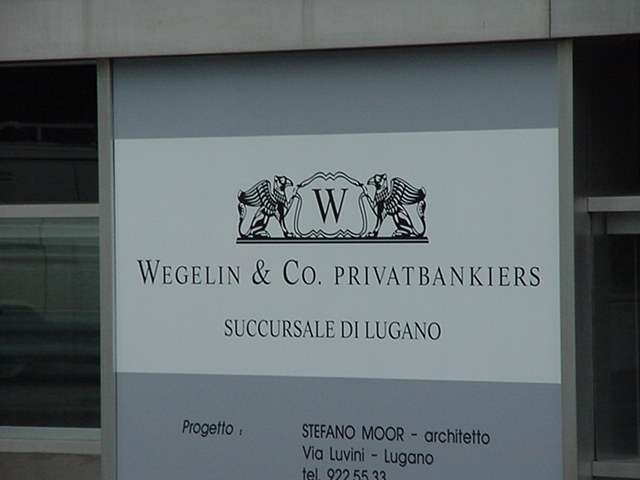 W
WEGELIN & CO. PRIVATBANKIERS
SUCCURSALE DI LUGANO
Progetto : STEFANO MOOR - architetto
Via Luvini - Lugano
tel. 922.55.33